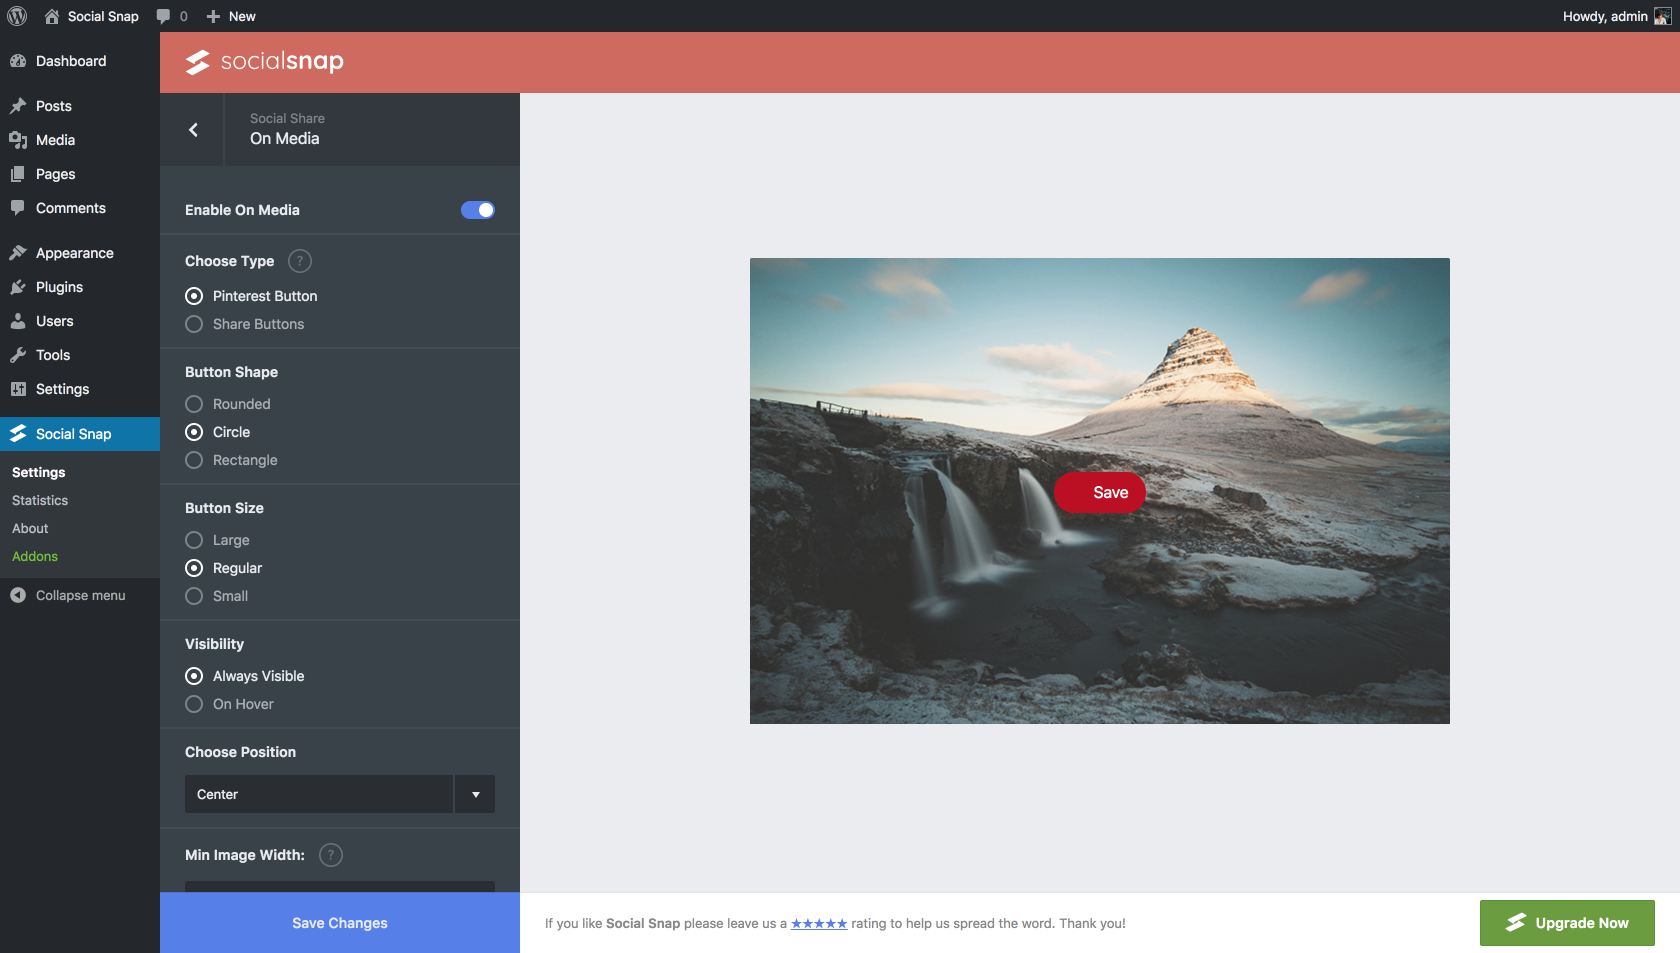 Social Snap
0
New
Howdy, admin
Dashboard
Posts
Media
Pages
Comments
Appearance
Plugins
Users
Tools
Settings
Social Snap
Settings
Statistics
About
Addons
Collapse menu
socialsnap
Social Share
On Media
Enable On Media
Choose Type ?
Pinterest Button
Share Buttons
Button Shape
Rounded
Circle
Rectangle
Button Size
Large
Regular
Small
Visibility
Always Visible
On Hover
Choose Position
Center
Min Image Width: ?
Save Changes
Save
If you like Social Snap please leave us a ★★★★★ rating to help us spread the word. Thank you!
Upgrade Now